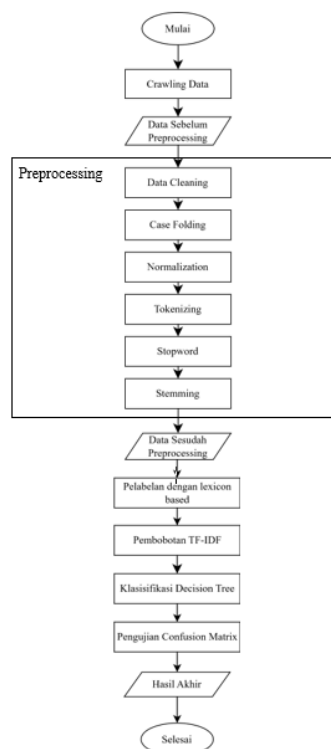 Mulai
Crawling Data
Data Sebelum
Preprocessing
Preprocessing
Data Cleaning
Case Folding
Normalization
Tokenizing
Stopword
Stemming
Data Sesudah
Preprocessing
Pelabelan dengan lexicon
based
Pembobotan TF-IDF
Klasisifikasi Decision Tree
Pengujian Confusion Matrix
Hasil Akhir
Selesai